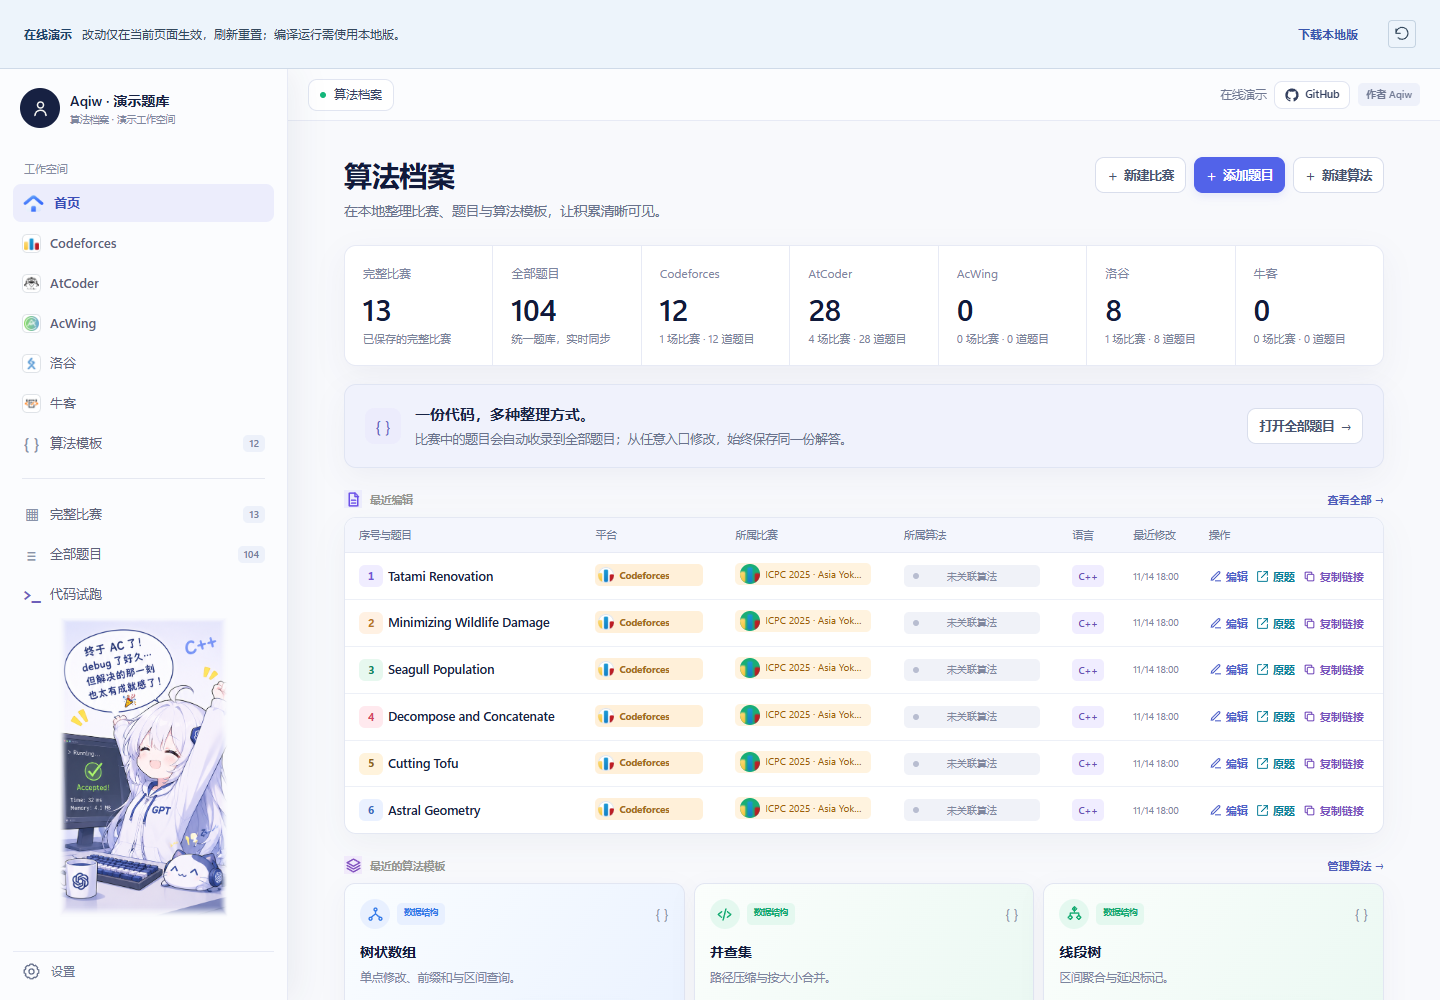 在线演示 改动仅在当前页面生效，刷新重置；编译运行需使用本地版。
下载本地版
Aqiw · 演示题库
算法档案 · 演示工作空间
工作空间
首页
Codeforces
AtCoder
AcWing
洛谷
牛客
{ } 算法模板 12
完整比赛 13
全部题目 104
代码试跑
终于 AC 了！
debug 了好久…
但解决的那一刻
也太有成就感了！
C++
> Running...
Accepted!
Time: 32 ms
Memory: 4.1 MB
GPT
设置
算法档案
在线演示 GitHub 作者 Aqiw
算法档案
在本地整理比赛、题目与算法模板，让积累清晰可见。
+ 新建比赛 + 添加题目 + 新建算法
完整比赛
13
已保存的完整比赛
全部题目
104
统一题库，实时同步
Codeforces
12
1 场比赛 · 12 道题目
AtCoder
28
4 场比赛 · 28 道题目
AcWing
0
0 场比赛 · 0 道题目
洛谷
8
1 场比赛 · 8 道题目
牛客
0
0 场比赛 · 0 道题目
{ }
一份代码，多种整理方式。
比赛中的题目会自动收录到全部题目；从任意入口修改，始终保存同一份解答。
打开全部题目 →
最近编辑 查看全部 →
序号与题目 平台 所属比赛 所属算法 语言 最近修改 操作
1 Tatami Renovation Codeforces ICPC 2025 · Asia Yok... 未关联算法 C++ 11/14 18:00 编辑 原题 复制链接
2 Minimizing Wildlife Damage Codeforces ICPC 2025 · Asia Yok... 未关联算法 C++ 11/14 18:00 编辑 原题 复制链接
3 Seagull Population Codeforces ICPC 2025 · Asia Yok... 未关联算法 C++ 11/14 18:00 编辑 原题 复制链接
4 Decompose and Concatenate Codeforces ICPC 2025 · Asia Yok... 未关联算法 C++ 11/14 18:00 编辑 原题 复制链接
5 Cutting Tofu Codeforces ICPC 2025 · Asia Yok... 未关联算法 C++ 11/14 18:00 编辑 原题 复制链接
6 Astral Geometry Codeforces ICPC 2025 · Asia Yok... 未关联算法 C++ 11/14 18:00 编辑 原题 复制链接
最近的算法模板 管理算法 →
数据结构 { }
树状数组
单点修改、前缀和与区间查询。
数据结构 { }
并查集
路径压缩与按大小合并。
数据结构 { }
线段树
区间聚合与延迟标记。